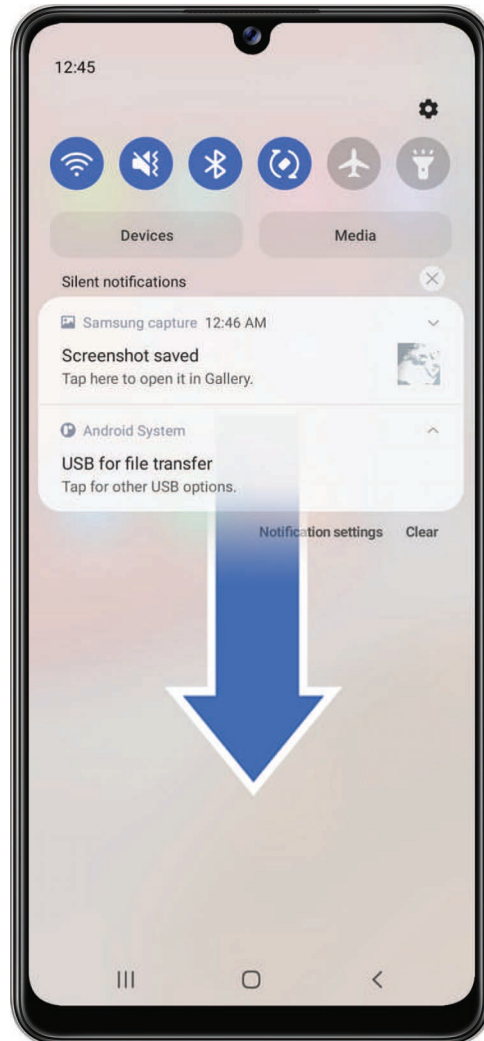 12:45
Devices
Media
Silent notifications
Samsung capture 12:46 AM
Screenshot saved
Tap here to open it in Gallery.
Android System
USB for file transfer
Tap for other USB options.
Notification settings Clear